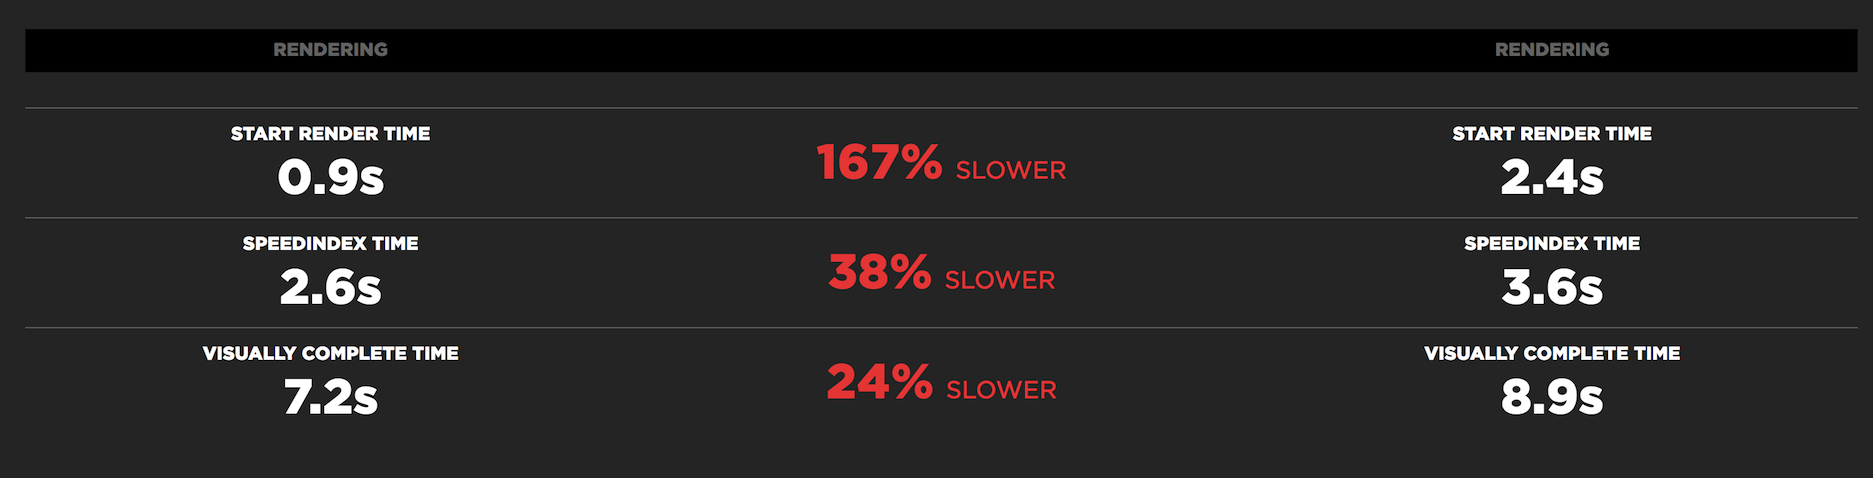 RENDERING RENDERING
START RENDER TIME START RENDER TIME
0.9s 167% SLOWER 2.4s
SPEEDINDEX TIME SPEEDINDEX TIME
2.6s 38% SLOWER 3.6s
VISUALLY COMPLETE TIME VISUALLY COMPLETE TIME
7.2s 24% SLOWER 8.9s